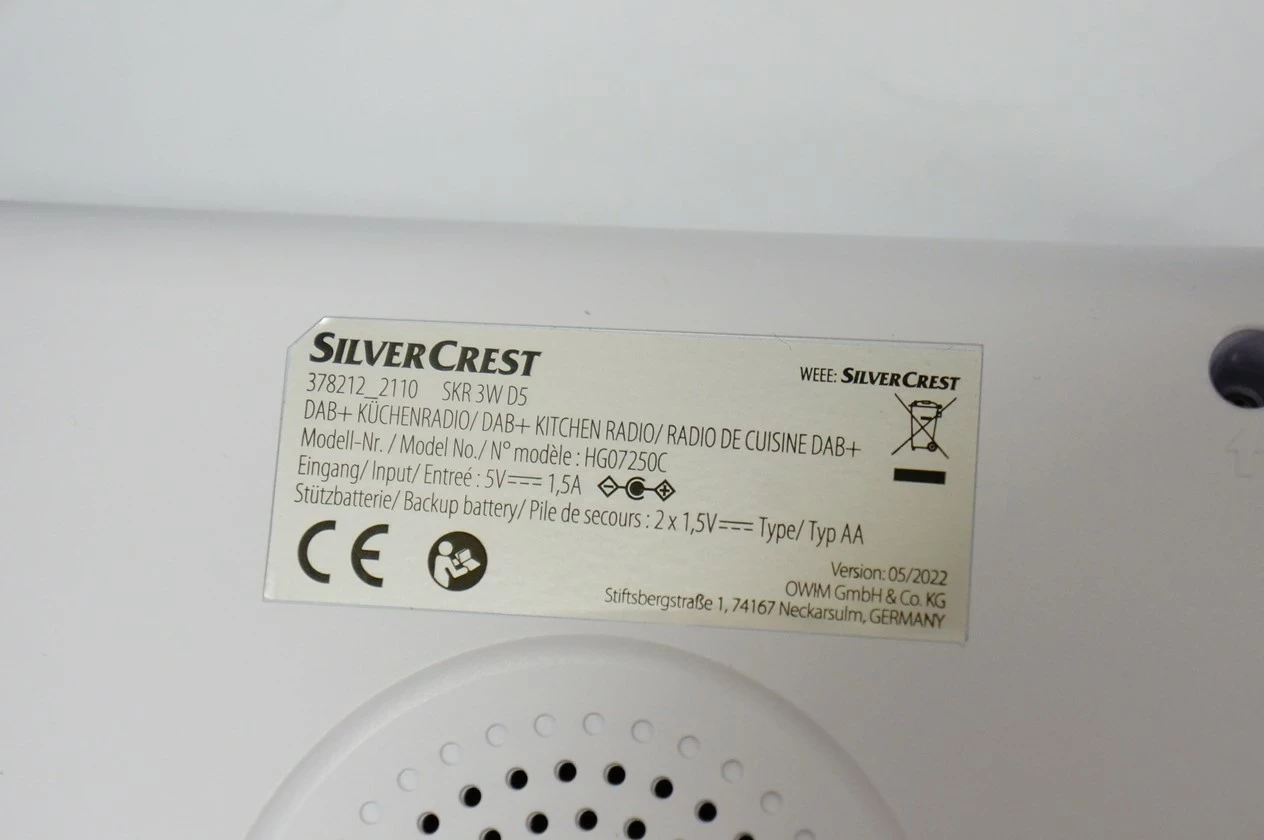 SILVERCREST
WEEE: SILVERCREST
378212_2110 SKR 3W D5
DAB+ KÜCHENRADIO/ DAB+ KITCHEN RADIO/ RADIO DE CUISINE DAB+
Modell-Nr. / Model No./ N° modèle : HG07250C
Eingang/ Input/ Entreé : 5V⎓ 1,5A
Stützbatterie/ Backup battery/ Pile de secours : 2 x 1,5V⎓ Type/ Typ AA
CE
Version: 05/2022
OWIM GmbH & Co. KG
Stiftsbergstraße 1, 74167 Neckarsulm, GERMANY